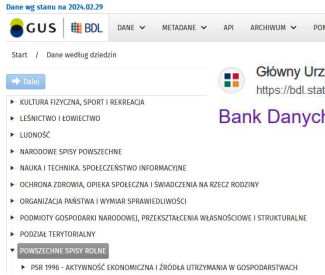 Dane wg stanu na 2024.02.29
GUS BDL DANE METADANE API ARCHIWUM
Start / Dane według dziedzin
Dalej
Główny
https://bdl.stat
Bank
KULTURA FIZYCZNA, SPORT I REKREACJA
LEŚNICTWO I ŁOWIECTWO
LUDNOŚĆ
NARODOWE SPISY POWSZECHNE
NAUKA I TECHNIKA. SPOŁECZEŃSTWO INFORMACYJNE
OCHRONA ZDROWIA, OPIEKA SPOŁECZNA I ŚWIADCZENIA NA RZECZ RODZINY
ORGANIZACJA PAŃSTWA I WYMIAR SPRAWIEDLIWOŚCI
PODMIOTY GOSPODARKI NARODOWEJ, PRZEKSZTAŁCENIA WŁASNOŚCIOWE I STRUKTURALNE
PODZIAŁ TERYTORIALNY
POWSZECHNE SPISY ROLNE
PSR 1996 - AKTYWNOŚĆ EKONOMICZNA I ŹRÓDŁA UTRZYMANIA W GOSPODARSTWACH